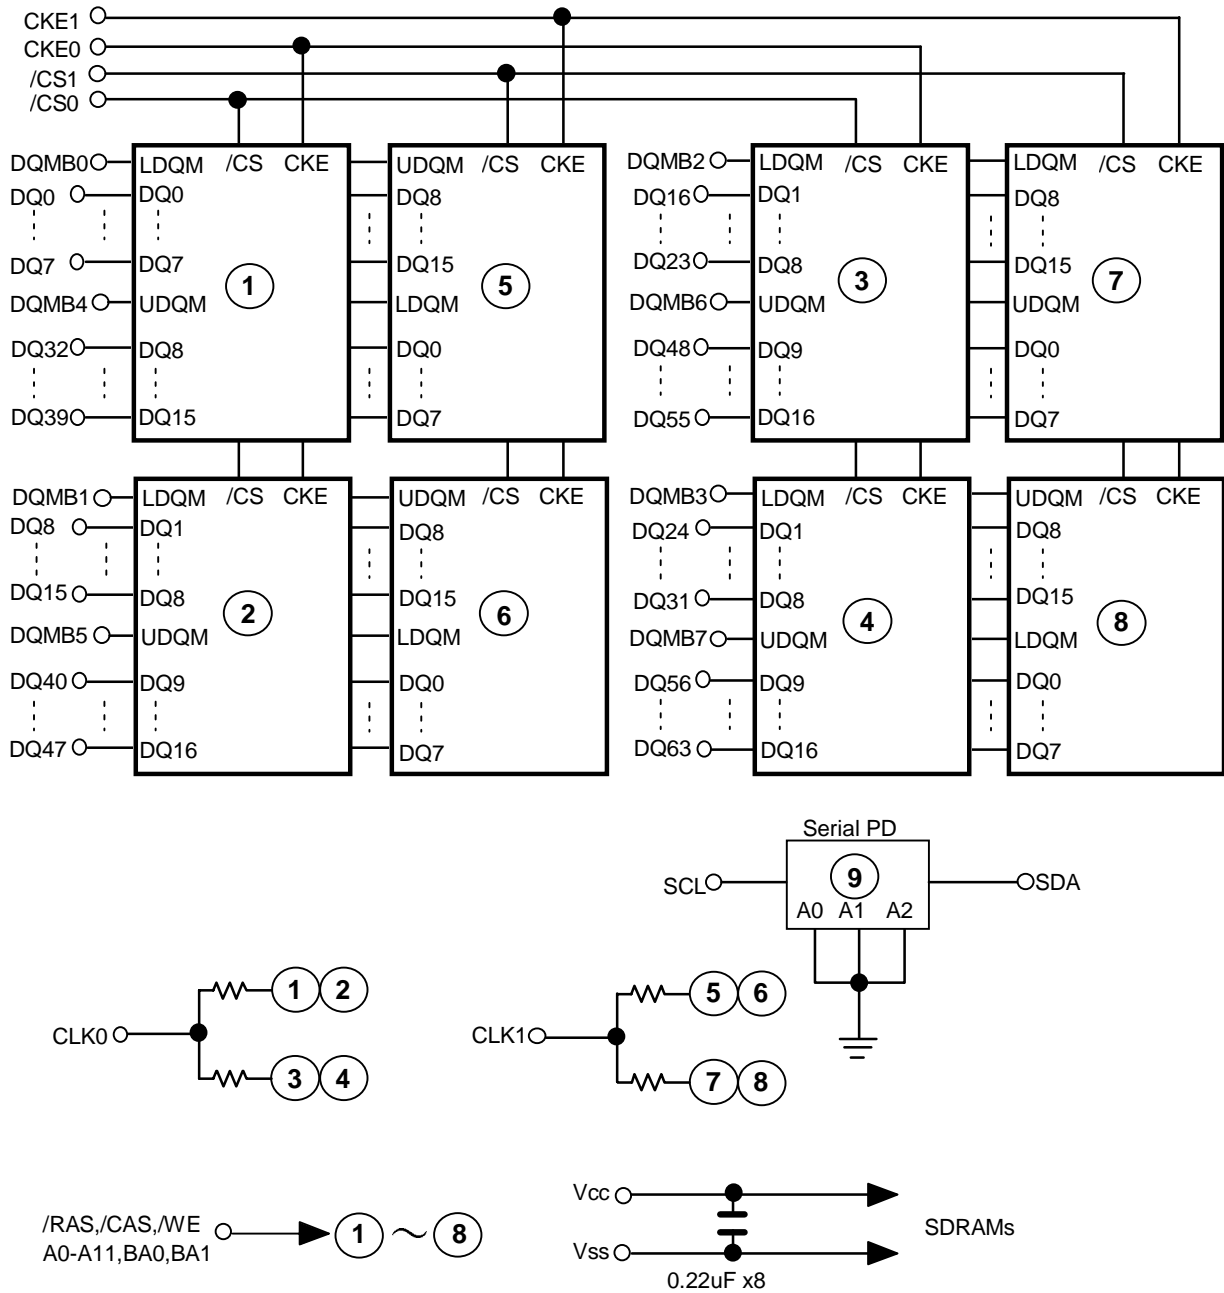 CKE1
CKE0
/CS1
/CS0
DQMB0 LDQM /CS CKE UDQM /CS CKE DQMB2 LDQM /CS CKE LDQM /CS CKE
DQ0 DQ0 DQ8 DQ16 DQ1 DQ8
DQ7 DQ7 DQ15 DQ23 DQ8 DQ15
1 5 3 7
DQMB4 UDQM LDQM DQMB6 UDQM UDQM
DQ32 DQ8 DQ0 DQ48 DQ9 DQ0
DQ39 DQ15 DQ7 DQ55 DQ16 DQ7
DQMB1 LDQM /CS CKE UDQM /CS CKE DQMB3 LDQM /CS CKE UDQM /CS CKE
DQ8 DQ1 DQ8 DQ24 DQ1 DQ8
DQ15 DQ8 DQ15 DQ31 DQ8 DQ15
2 6 4 8
DQMB5 UDQM LDQM DQMB7 UDQM LDQM
DQ40 DQ9 DQ0 DQ56 DQ9 DQ0
DQ47 DQ16 DQ7 DQ63 DQ16 DQ7
Serial PD
SCL 9 SDA
A0 A1 A2
1 2 5 6
CLK0 CLK1
3 4 7 8
/RAS,/CAS,/WE
A0-A11,BA0,BA1
1 ~ 8
Vcc
SDRAMs
Vss
0.22uF x8